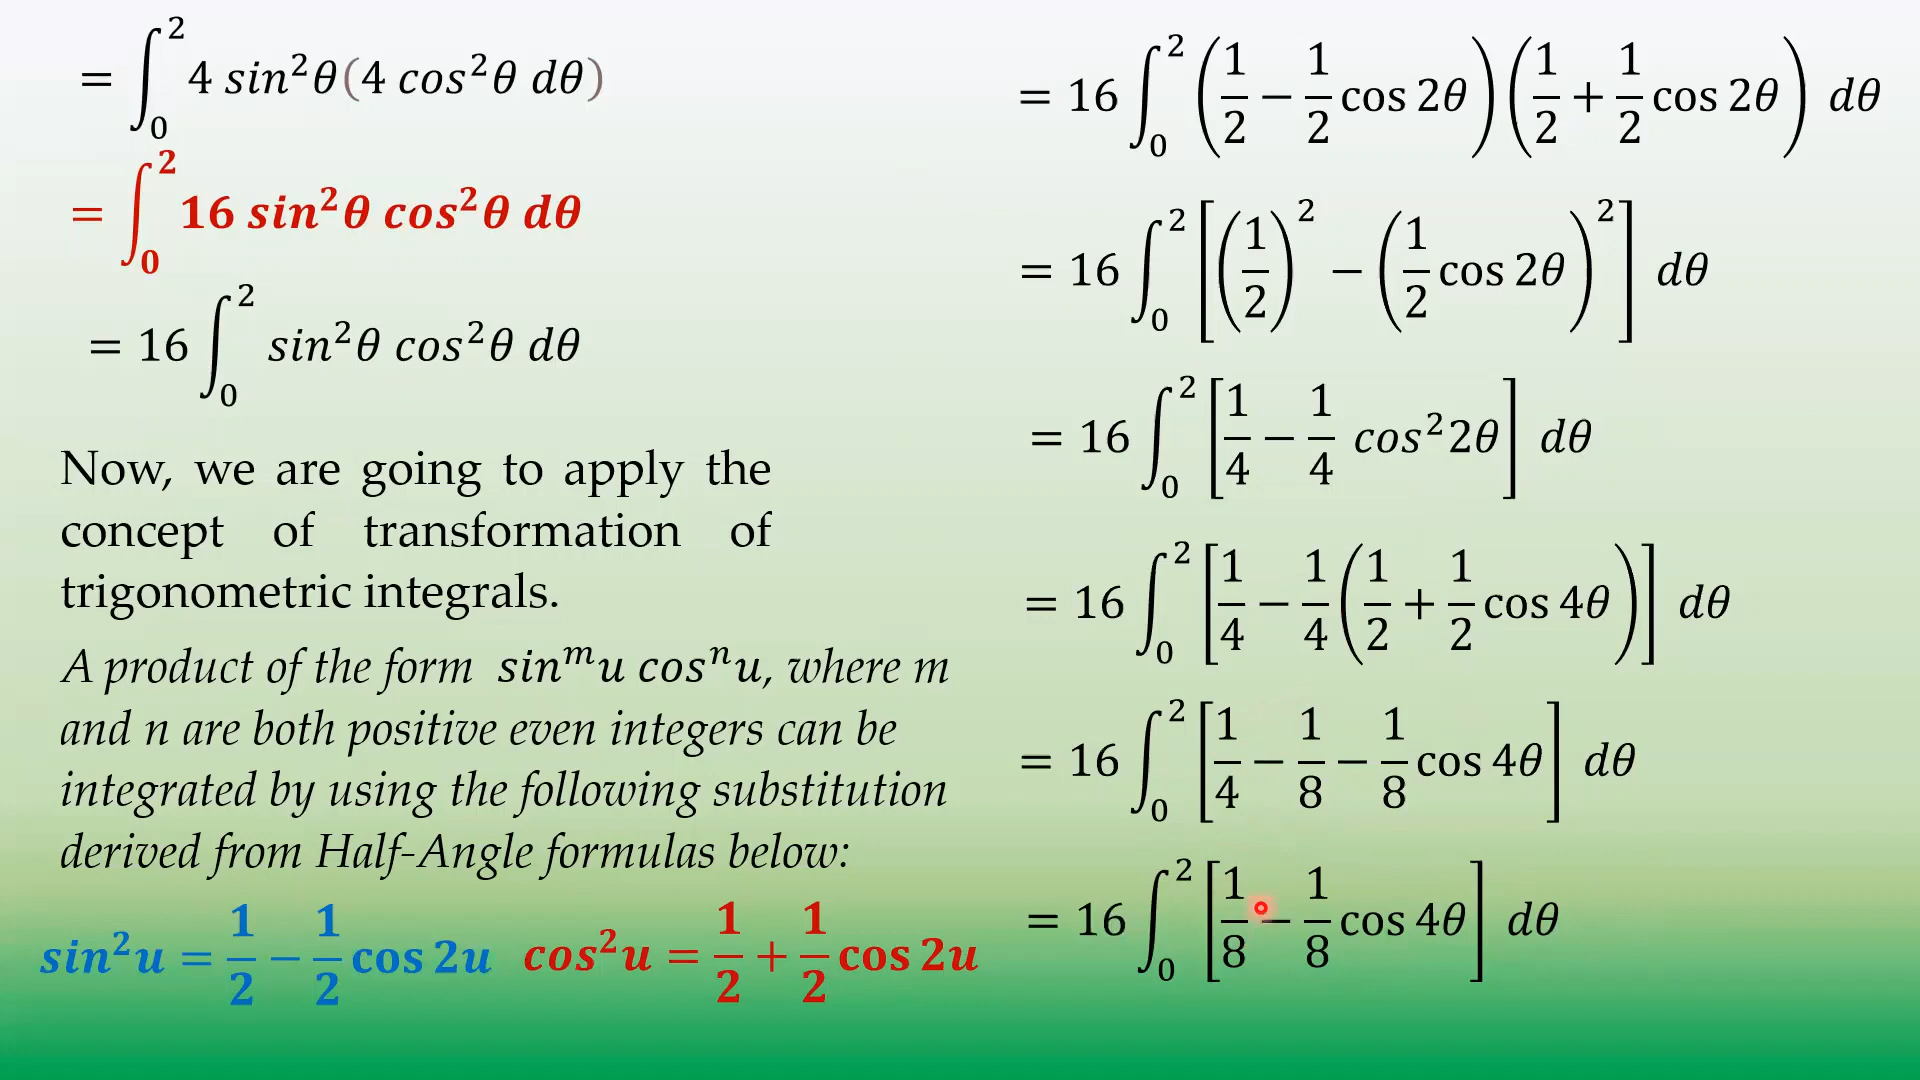 = ∫₀² 4 sin²θ(4 cos²θ dθ)
= ∫₀² 16 sin²θ cos²θ dθ
= 16 ∫₀² sin²θ cos²θ dθ
Now, we are going to apply the
concept of transformation of
trigonometric integrals.
A product of the form sinᵐu cosⁿu, where m
and n are both positive even integers can be
integrated by using the following substitution
derived from Half-Angle formulas below:
sin²u = 1/2 − 1/2 cos 2u cos²u = 1/2 + 1/2 cos 2u
= 16 ∫₀² (1/2 − 1/2 cos 2θ)(1/2 + 1/2 cos 2θ) dθ
= 16 ∫₀² [(1/2)² − (1/2 cos 2θ)²] dθ
= 16 ∫₀² [1/4 − 1/4 cos²2θ] dθ
= 16 ∫₀² [1/4 − 1/4 (1/2 + 1/2 cos 4θ)] dθ
= 16 ∫₀² [1/4 − 1/8 − 1/8 cos 4θ] dθ
= 16 ∫₀² [1/8 − 1/8 cos 4θ] dθ